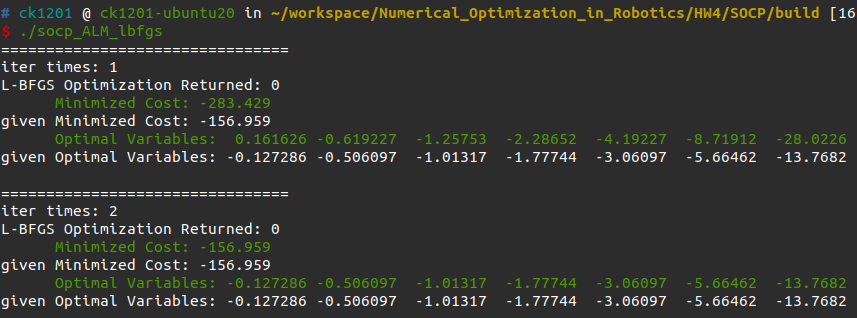 # ck1201 @ ck1201-ubuntu20 in ~/workspace/Numerical_Optimization_in_Robotics/HW4/SOCP/build [16
$ ./socp_ALM_lbfgs
================================
iter times: 1
L-BFGS Optimization Returned: 0
      Minimized Cost: -283.429
given Minimized Cost: -156.959
      Optimal Variables:  0.161626 -0.619227  -1.25753  -2.28652  -4.19227  -8.71912  -28.0226
given Optimal Variables: -0.127286 -0.506097  -1.01317  -1.77744  -3.06097  -5.66462  -13.7682
================================
iter times: 2
L-BFGS Optimization Returned: 0
      Minimized Cost: -156.959
given Minimized Cost: -156.959
      Optimal Variables: -0.127286 -0.506097  -1.01317  -1.77744  -3.06097  -5.66462  -13.7682
given Optimal Variables: -0.127286 -0.506097  -1.01317  -1.77744  -3.06097  -5.66462  -13.7682